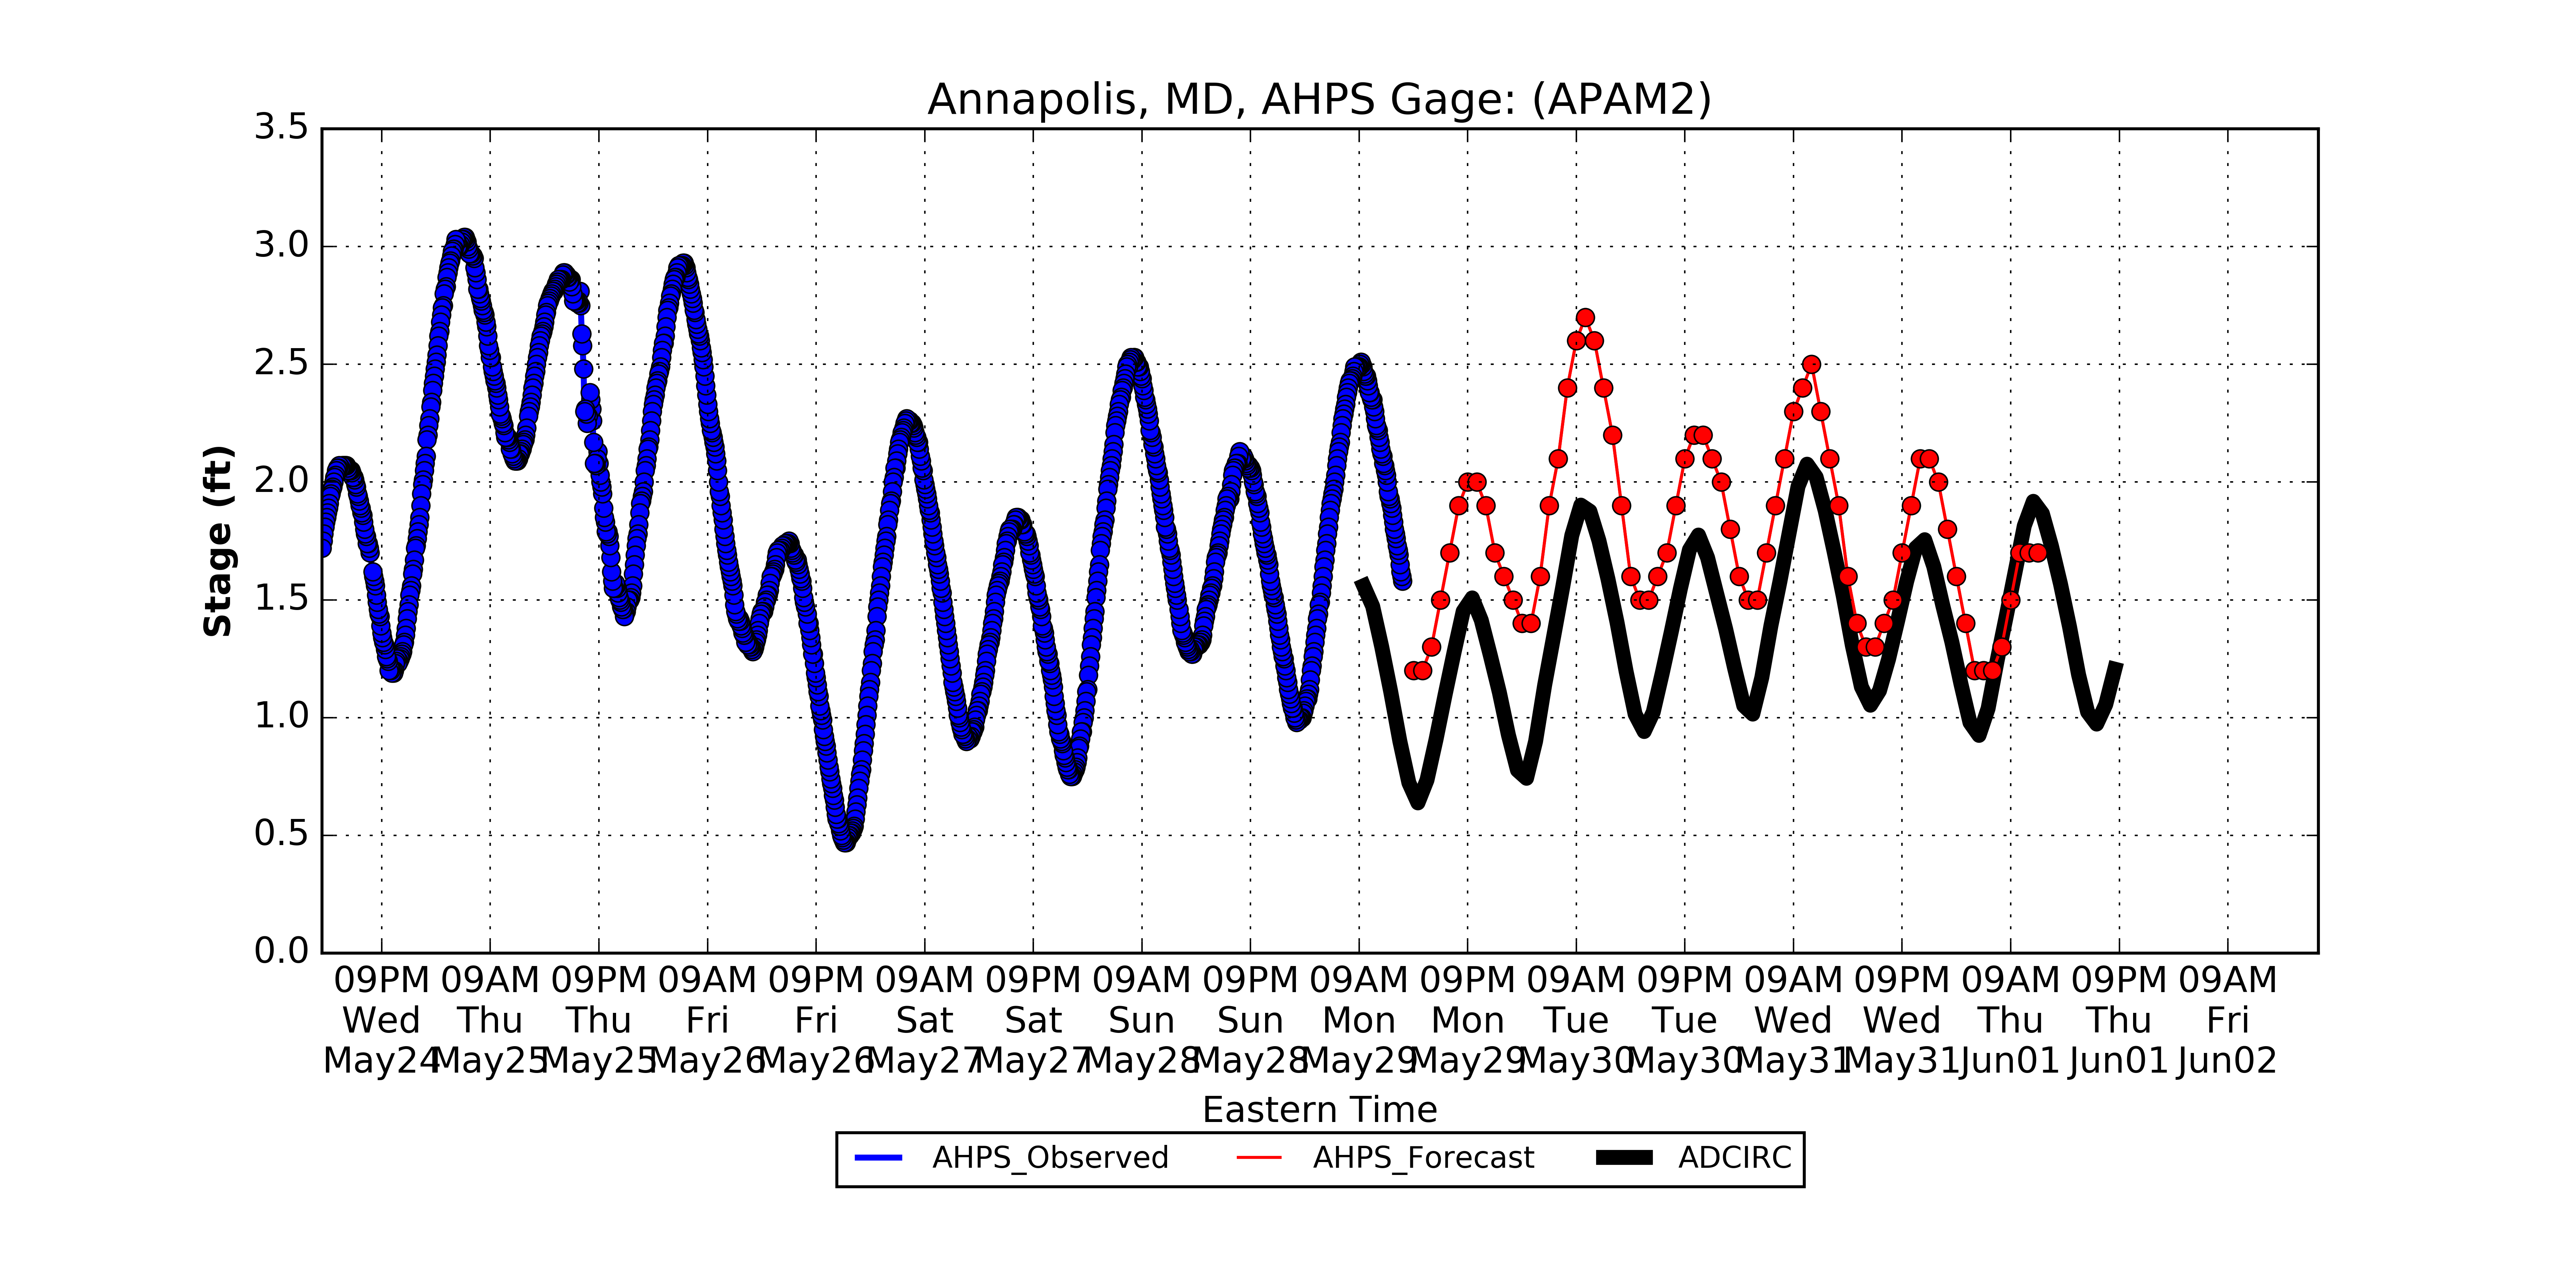 Annapolis, MD, AHPS Gage: (APAM2)
Stage (ft)
3.5
3.0
2.5
2.0
1.5
1.0
0.5
0.0
09PM 09AM 09PM 09AM 09PM 09AM 09PM 09AM 09PM 09AM 09PM 09AM 09PM 09AM 09PM 09AM 09PM 09AM
Wed Thu Thu Fri Fri Sat Sat Sun Sun Mon Mon Tue Tue Wed Wed Thu Thu Fri
May24 May25 May25 May26 May26 May27 May27 May28 May28 May29 May29 May30 May30 May31 May31 Jun01 Jun01 Jun02
Eastern Time
AHPS_Observed AHPS_Forecast ADCIRC